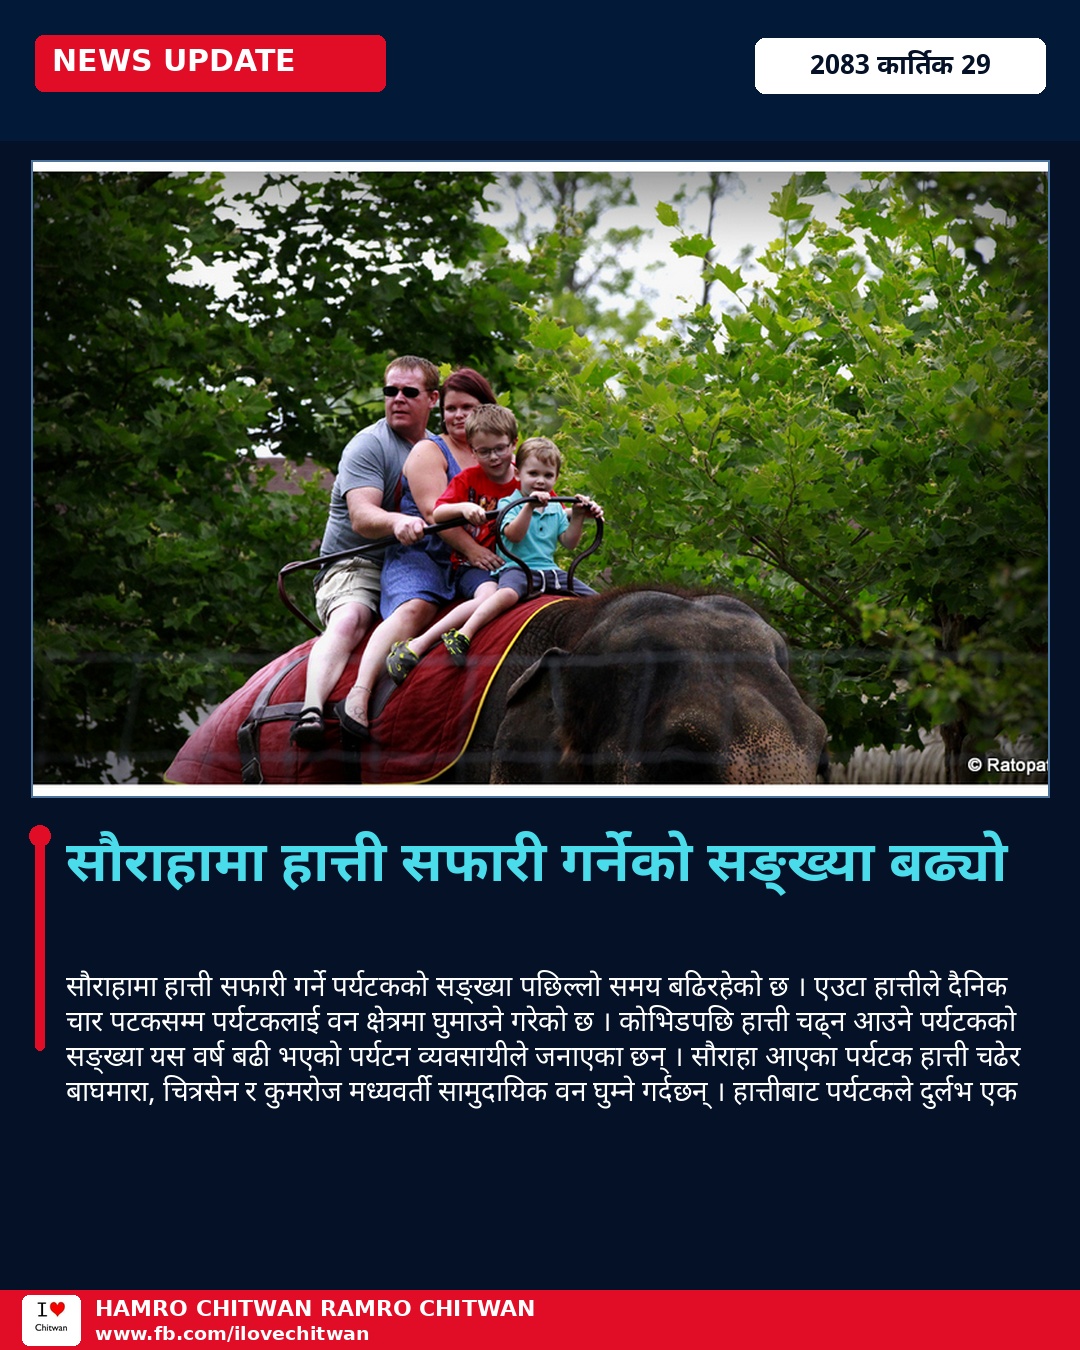 NEWS UPDATE
2083 कार्तिक 29
© Ratopat
सौराहामा हात्ती सफारी गर्नेको सङ्ख्या बढ्यो
सौराहामा हात्ती सफारी गर्ने पर्यटकको सङ्ख्या पछिल्लो समय बढिरहेको छ । एउटा हात्तीले दैनिक
चार पटकसम्म पर्यटकलाई वन क्षेत्रमा घुमाउने गरेको छ । कोभिडपछि हात्ती चढ्न आउने पर्यटकको
सङ्ख्या यस वर्ष बढी भएको पर्यटन व्यवसायीले जनाएका छन् । सौराहा आएका पर्यटक हात्ती चढेर
बाघमारा, चित्रसेन र कुमरोज मध्यवर्ती सामुदायिक वन घुम्ने गर्दछन् । हात्तीबाट पर्यटकले दुर्लभ एक
I♥
Chitwan
HAMRO CHITWAN RAMRO CHITWAN
www.fb.com/ilovechitwan